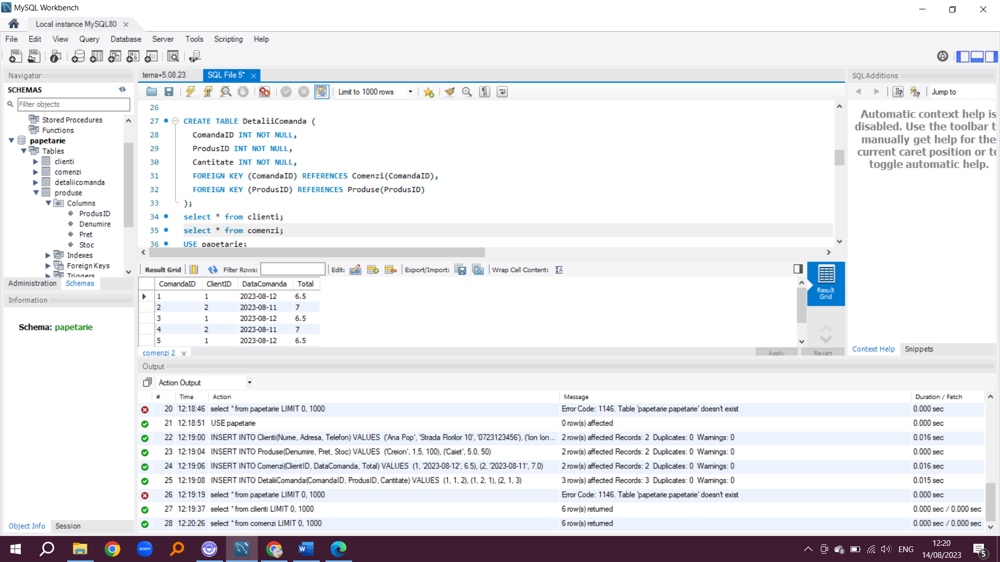 MySQL Workbench
Local instance MySQL80
File Edit View Query Database Server Tools Scripting Help
Navigator
SCHEMAS
Filter objects
Stored Procedures
Functions
papetarie
Tables
clienti
comenzi
detaliicomanda
produse
Columns
ProdusID
Denumire
Pret
Stoc
Indexes
Foreign Keys
Triggers
Administration Schemas
Information
Schema: papetarie
Object Info Session
tema+5.08.23 SQL File 5*
Limit to 1000 rows
26
27 CREATE TABLE DetaliiComanda (
28 ComandaID INT NOT NULL,
29 ProdusID INT NOT NULL,
30 Cantitate INT NOT NULL,
31 FOREIGN KEY (ComandaID) REFERENCES Comenzi(ComandaID),
32 FOREIGN KEY (ProdusID) REFERENCES Produse(ProdusID)
33 );
34 select * from clienti;
35 select * from comenzi;
36 USE papetarie;
Result Grid Filter Rows: Edit: Export/Import: Wrap Cell Content:
ComandaID ClientID DataComanda Total
1 1 2023-08-12 6.5
2 2 2023-08-11 7
3 1 2023-08-12 6.5
4 2 2023-08-11 7
5 1 2023-08-12 6.5
Result
Grid
comenzi 2
Apply Revert
SQLAdditions
Jump to
Automatic context help is
disabled. Use the toolbar t
manually get help for the
current caret position or to
toggle automatic help.
Context Help Snippets
Output
Action Output
# Time Action Message Duration / Fetch
20 12:18:46 select * from papetarie LIMIT 0, 1000 Error Code: 1146. Table 'papetarie.papetarie' doesn't exist 0.000 sec
21 12:18:51 USE papetarie 0 row(s) affected 0.000 sec
22 12:19:00 INSERT INTO Clienti(Nume, Adresa, Telefon) VALUES ('Ana Pop', 'Strada Florilor 10', '0723123456'), ('Ion Ion... 2 row(s) affected Records: 2 Duplicates: 0 Warnings: 0 0.016 sec
23 12:19:04 INSERT INTO Produse(Denumire, Pret, Stoc) VALUES ('Creion', 1.5, 100), ('Caiet', 5.0, 50) 2 row(s) affected Records: 2 Duplicates: 0 Warnings: 0 0.000 sec
24 12:19:06 INSERT INTO Comenzi(ClientID, DataComanda, Total) VALUES (1, '2023-08-12', 6.5), (2, '2023-08-11', 7.0) 2 row(s) affected Records: 2 Duplicates: 0 Warnings: 0 0.016 sec
25 12:19:08 INSERT INTO DetaliiComanda(ComandaID, ProdusID, Cantitate) VALUES (1, 1, 2), (1, 2, 1), (2, 1, 3) 3 row(s) affected Records: 3 Duplicates: 0 Warnings: 0 0.015 sec
26 12:19:19 select * from papetarie LIMIT 0, 1000 Error Code: 1146. Table 'papetarie.papetarie' doesn't exist 0.000 sec
27 12:19:37 select * from clienti LIMIT 0, 1000 6 row(s) returned 0.000 sec / 0.000 sec
28 12:20:26 select * from comenzi LIMIT 0, 1000 6 row(s) returned 0.000 sec / 0.000 sec
zoom
ENG
12:20
14/08/2023
5